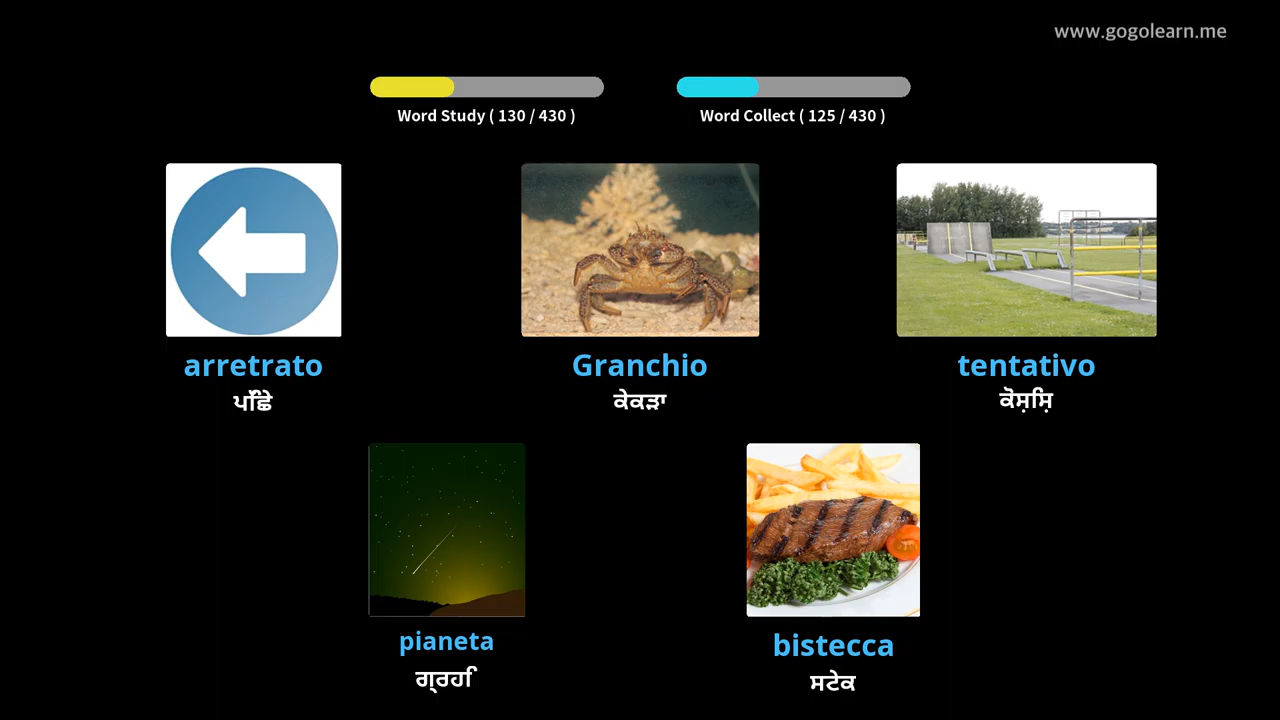 www.gogolearn.me
Word Study ( 130 / 430 )
Word Collect ( 125 / 430 )
arretrato
Granchio
tentativo
ਪਿੱਛੇ
ਕੇਕੜਾ
ਕੋਸ਼ਿਸ਼
pianeta
bistecca
ਗ੍ਰਹਿ
ਸਟੇਕ